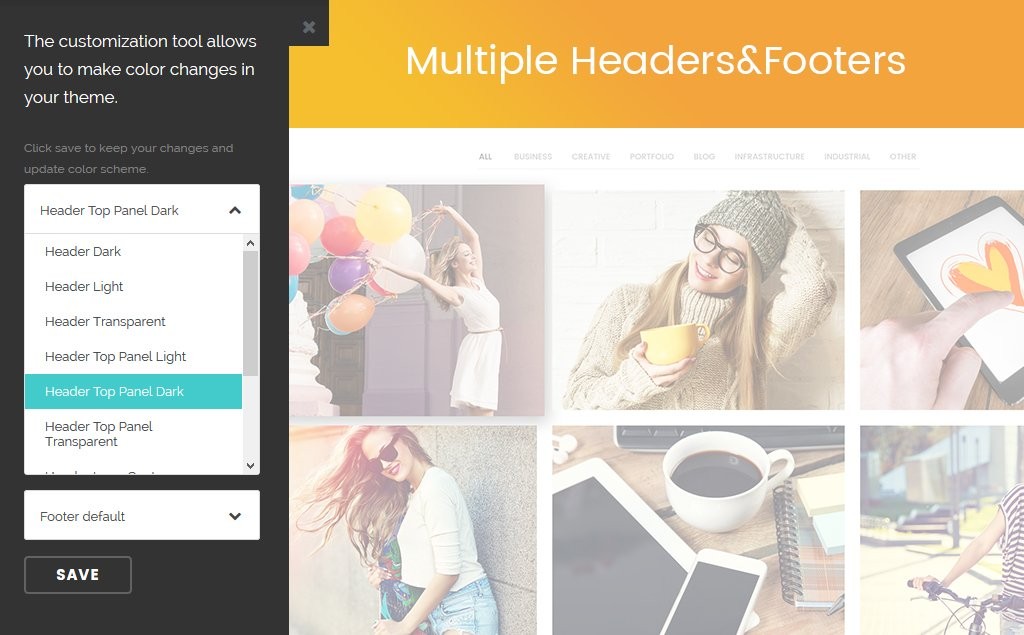 The customization tool allows
you to make color changes in
your theme.
Click save to keep your changes and
update color scheme.
Header Top Panel Dark
Header Dark
Header Light
Header Transparent
Header Top Panel Light
Header Top Panel Dark
Header Top Panel
Transparent
Footer default
SAVE
Multiple Headers&Footers
ALL BUSINESS CREATIVE PORTFOLIO BLOG INFRASTRUCTURE INDUSTRIAL OTHER